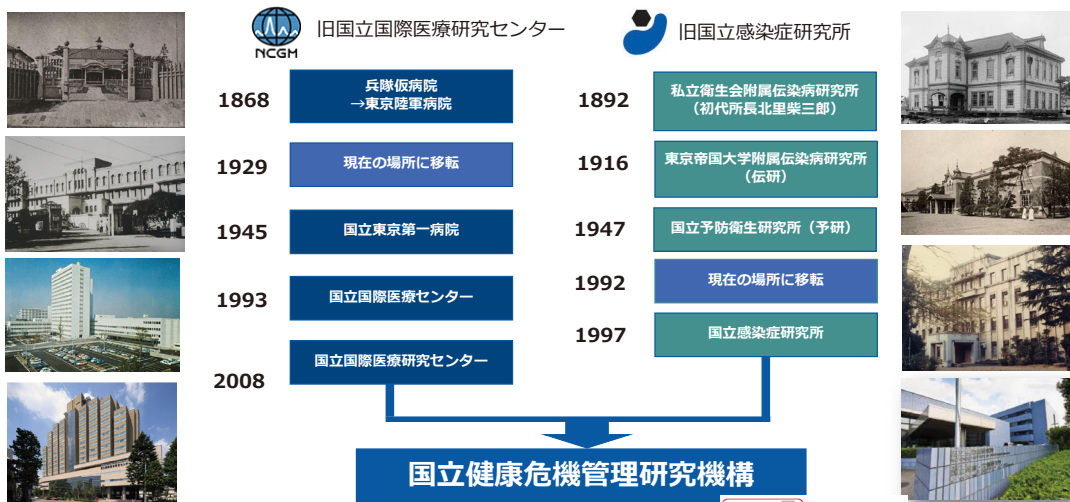 NCGM
旧国立国際医療研究センター
1868
兵隊仮病院
→東京陸軍病院
1929
現在の場所に移転
1945
国立東京第一病院
1993
国立国際医療センター
2008
国立国際医療研究センター
旧国立感染症研究所
1892
私立衛生会附属伝染病研究所
(初代所長北里柴三郎)
1916
東京帝国大学附属伝染病研究所
(伝研)
1947
国立予防衛生研究所(予研)
1992
現在の場所に移転
1997
国立感染症研究所
国立健康危機管理研究機構